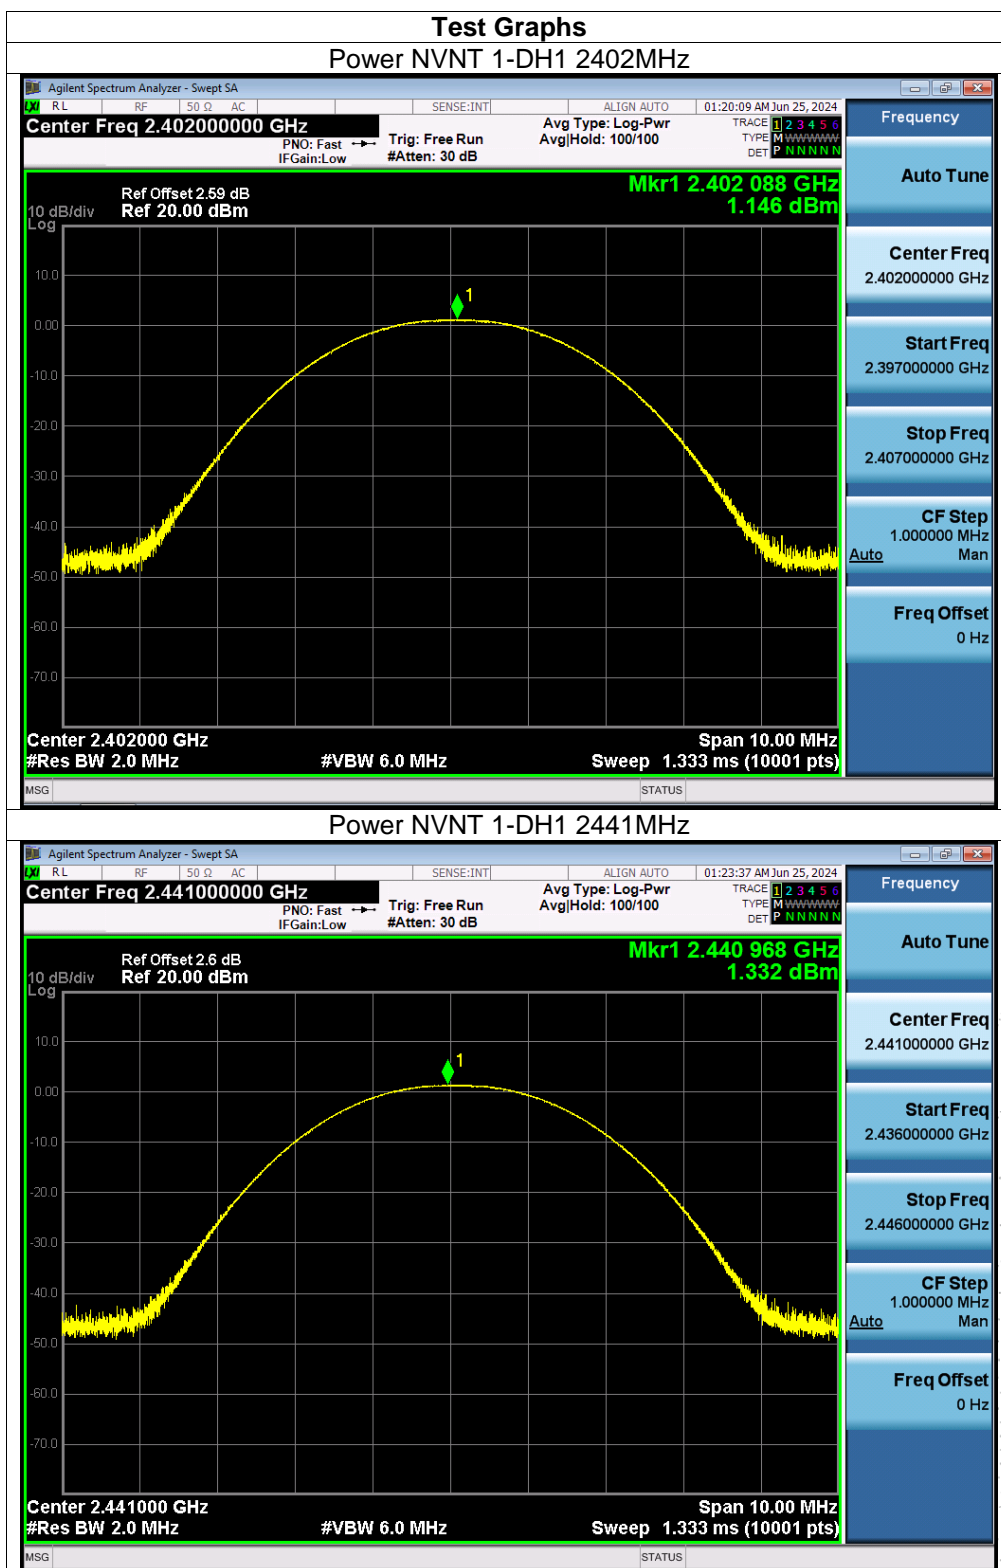 Test Graphs
Power NVNT 1-DH1 2402MHz
Agilent Spectrum Analyzer - Swept SA
LXI RL RF 50 Ω AC SENSE:INT ALIGN AUTO 01:20:09 AM Jun 25, 2024
Frequency
Center Freq 2.402000000 GHz
PNO: Fast
IFGain:Low
Trig: Free Run
#Atten: 30 dB
Avg Type: Log-Pwr
Avg|Hold: 100/100
TRACE 1 2 3 4 5 6
TYPE M WWWWW
DET P N N N N N
Auto Tune
Mkr1 2.402 088 GHz
1.146 dBm
Ref Offset 2.59 dB
10 dB/div Ref 20.00 dBm
Log
10.0
0.00
-10.0
-20.0
-30.0
-40.0
-50.0
-60.0
-70.0
1
Center Freq
2.402000000 GHz
Start Freq
2.397000000 GHz
Stop Freq
2.407000000 GHz
CF Step
1.000000 MHz
Auto Man
Freq Offset
0 Hz
Center 2.402000 GHz Span 10.00 MHz
#Res BW 2.0 MHz #VBW 6.0 MHz Sweep 1.333 ms (10001 pts)
MSG STATUS
Power NVNT 1-DH1 2441MHz
Agilent Spectrum Analyzer - Swept SA
LXI RL RF 50 Ω AC SENSE:INT ALIGN AUTO 01:23:37 AM Jun 25, 2024
Frequency
Center Freq 2.441000000 GHz
PNO: Fast
IFGain:Low
Trig: Free Run
#Atten: 30 dB
Avg Type: Log-Pwr
Avg|Hold: 100/100
TRACE 1 2 3 4 5 6
TYPE M WWWWW
DET P N N N N N
Auto Tune
Mkr1 2.440 968 GHz
1.332 dBm
Ref Offset 2.6 dB
10 dB/div Ref 20.00 dBm
Log
10.0
0.00
-10.0
-20.0
-30.0
-40.0
-50.0
-60.0
-70.0
1
Center Freq
2.441000000 GHz
Start Freq
2.436000000 GHz
Stop Freq
2.446000000 GHz
CF Step
1.000000 MHz
Auto Man
Freq Offset
0 Hz
Center 2.441000 GHz Span 10.00 MHz
#Res BW 2.0 MHz #VBW 6.0 MHz Sweep 1.333 ms (10001 pts)
MSG STATUS